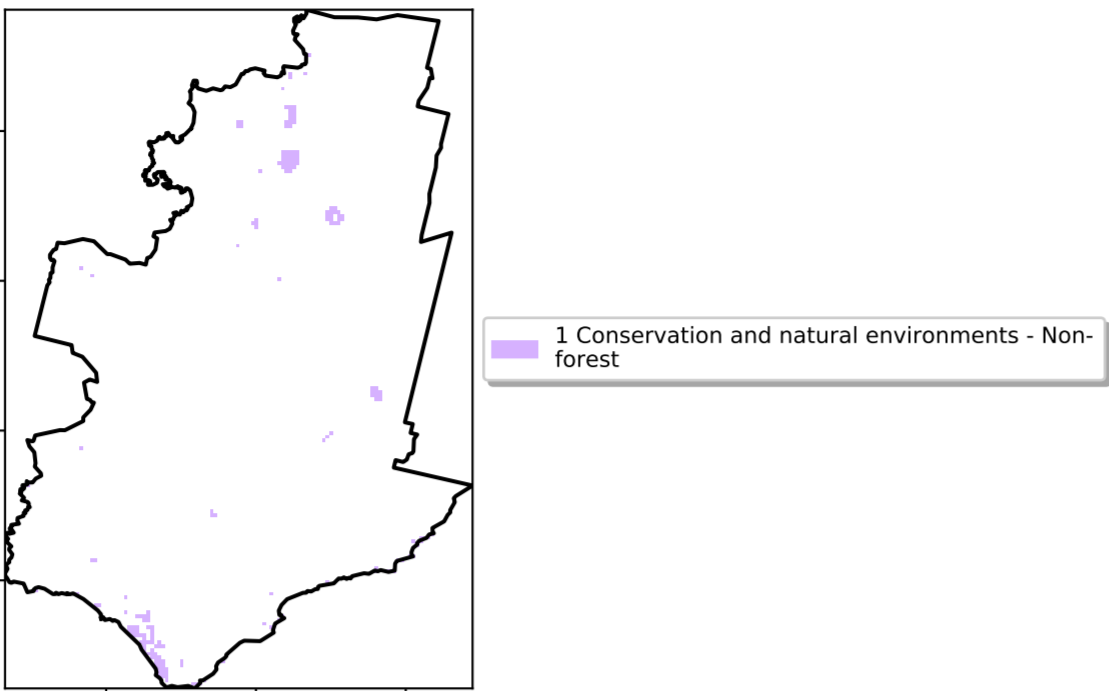 1 Conservation and natural environments - Non-
forest